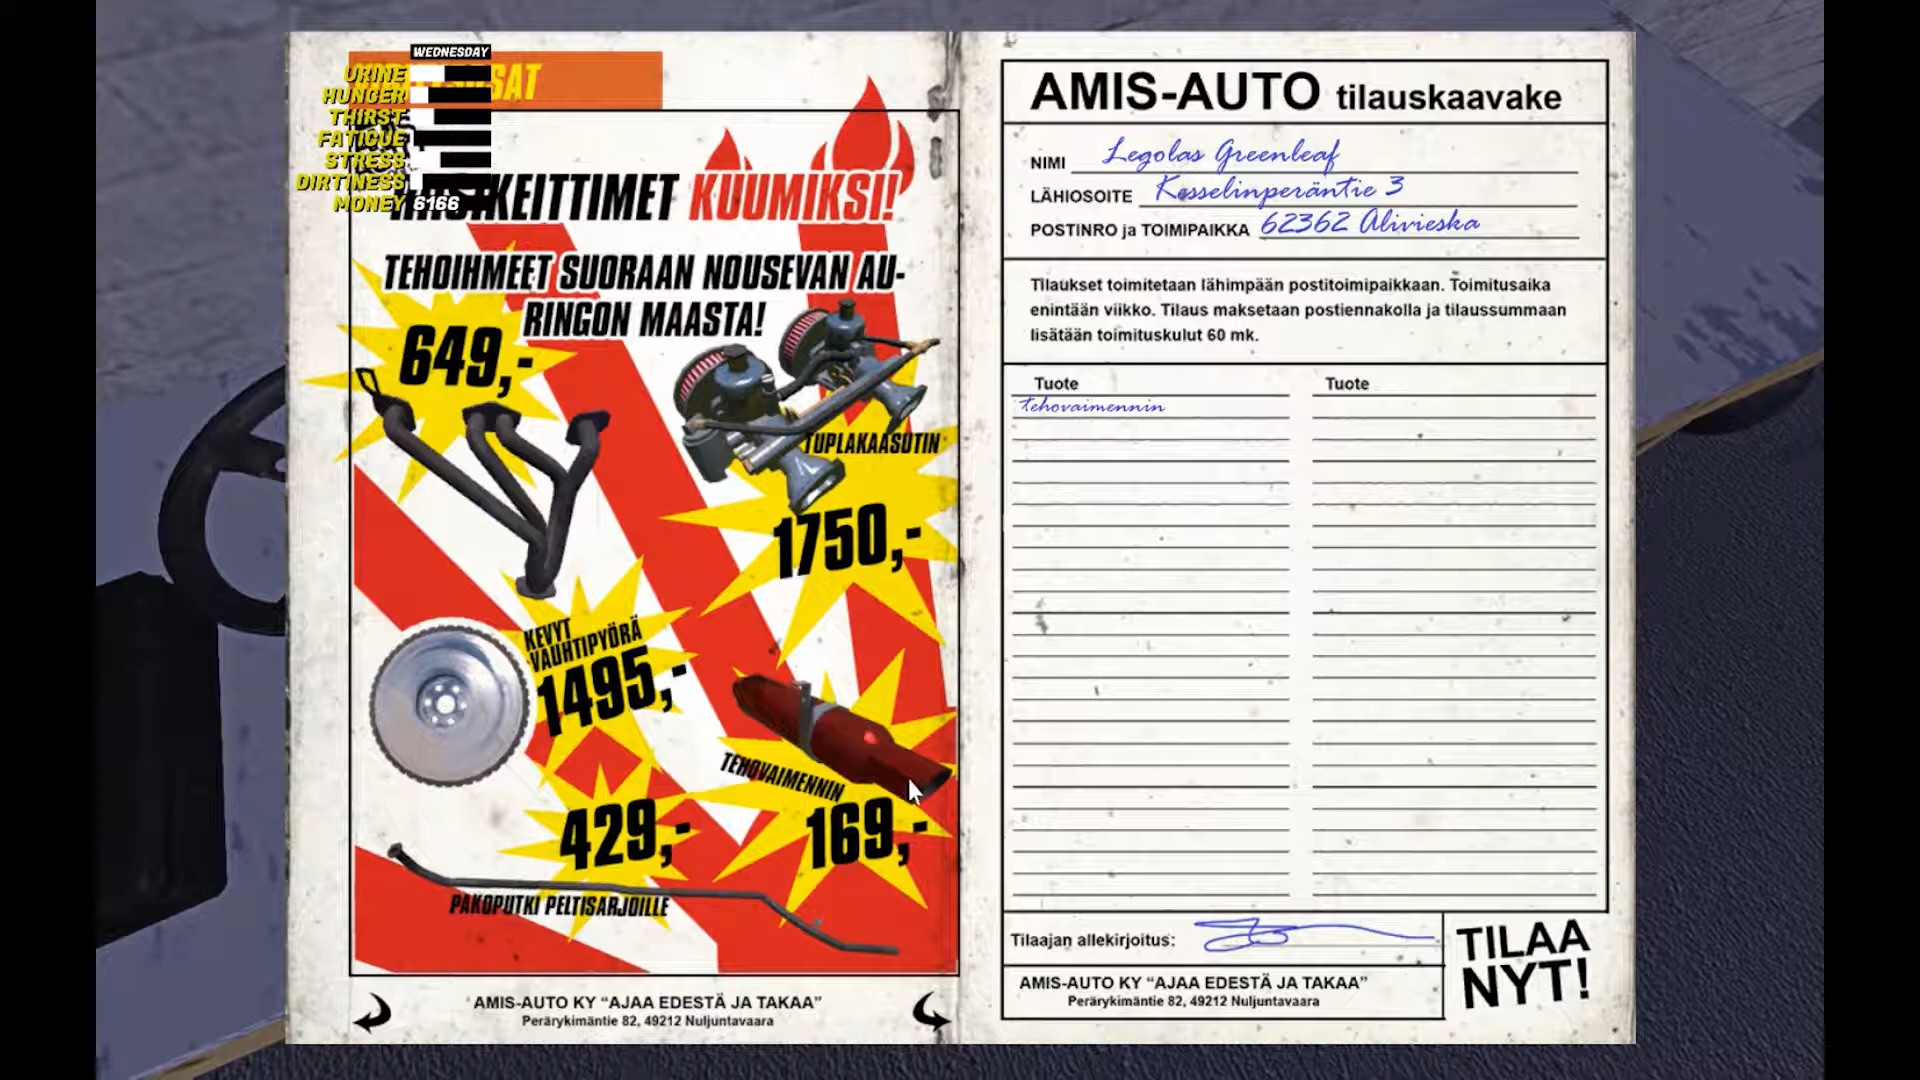 WEDNESDAY
URINE
HUNGER
THIRST
FATIGUE
STRESS
DIRTINESS
MONEY 6166
KUUMIKSI!
TEHOIHMEET SUORAAN NOUSEVAN AU-
RINGON MAASTA!
649,-
TUPLAKAASUTIN
1750,-
KEVYT
VAUHTIPYÖRÄ
1495,-
TEHOVAIMENNIN
169,-
429,-
PAKOPUTKI PELTISARJOILLE
AMIS-AUTO KY “AJAA EDESTÄ JA TAKAA”
Perärykimäntie 82, 49212 Nuljuntavaara
AMIS-AUTO tilauskaavake
NIMI Legolas Greenleaf
LÄHIOSOITE Kesselinperäntie 3
POSTINRO ja TOIMIPAIKKA 62362 Alivieska
Tilaukset toimitetaan lähimpään postitoimipaikkaan. Toimitusaika
enintään viikko. Tilaus maksetaan postiennakolla ja tilaussummaan
lisätään toimituskulut 60 mk.
Tuote Tuote
tehovaimennin
Tilaajan allekirjoitus:
AMIS-AUTO KY “AJAA EDESTÄ JA TAKAA”
Perärykimäntie 82, 49212 Nuljuntavaara
TILAA
NYT!